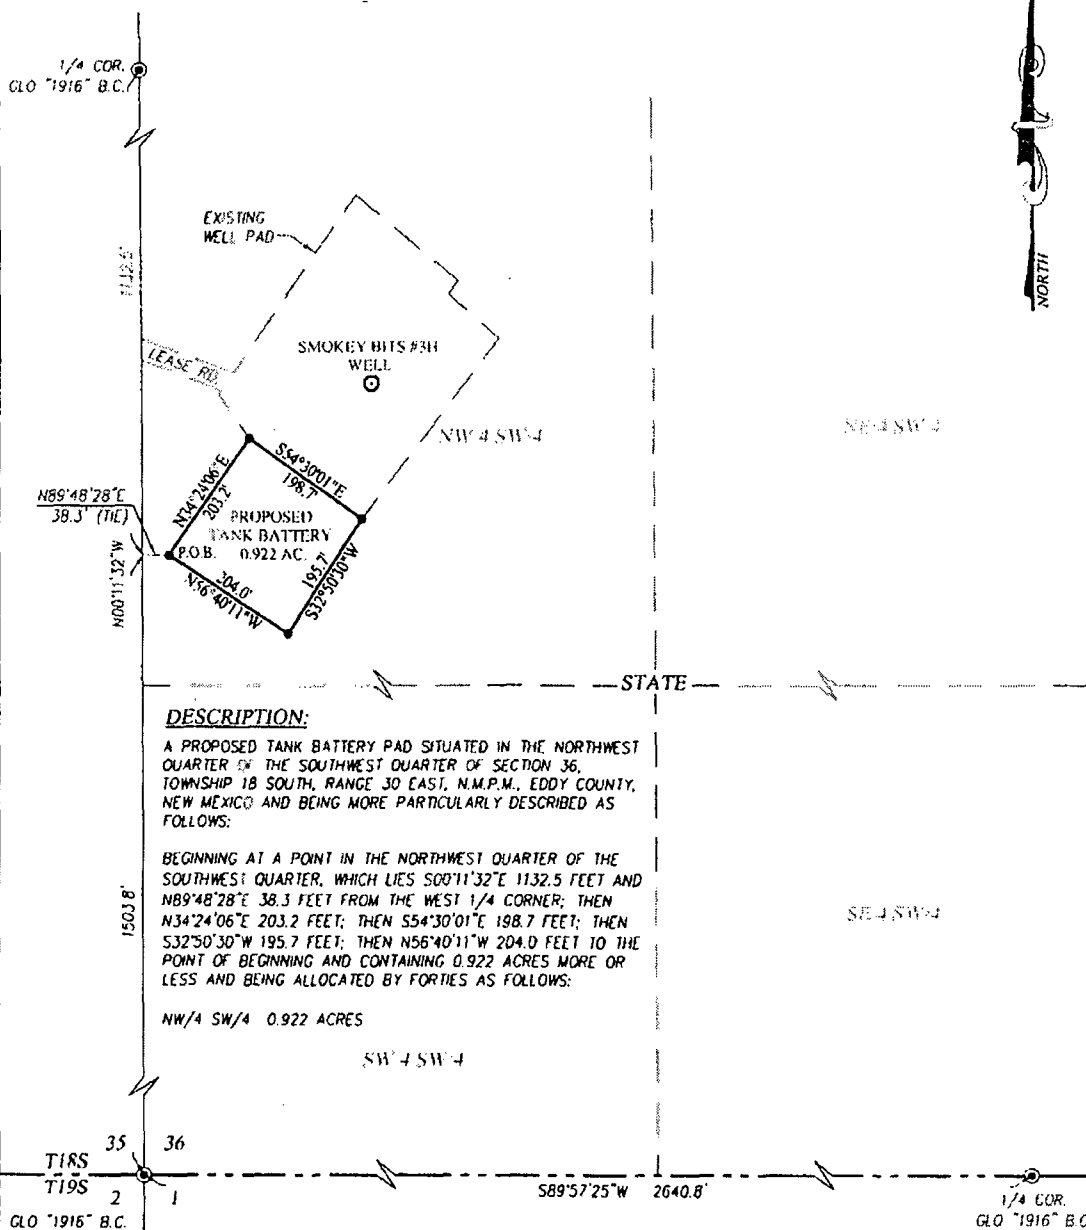 1/4 COR.
GLO "1916" B.C.
1132.5'
EXISTING
WELL PAD
LEASE RD.
SMOKEY BITS #3H
WELL
NORTH
NW/4 SW/4
NE/4 SW/4
N89°48'28"E
38.3' (TIE)
N34°24'06"E
203.2'
S54°30'01"E
198.7'
PROPOSED
TANK BATTERY
0.922 AC.
P.O.B.
204.0'
N56°40'11"W
195.7'
S32°50'30"W
N00°11'32"W
STATE
DESCRIPTION:
A PROPOSED TANK BATTERY PAD SITUATED IN THE NORTHWEST
QUARTER OF THE SOUTHWEST QUARTER OF SECTION 36,
TOWNSHIP 18 SOUTH, RANGE 30 EAST, N.M.P.M., EDDY COUNTY,
NEW MEXICO AND BEING MORE PARTICULARLY DESCRIBED AS
FOLLOWS:
BEGINNING AT A POINT IN THE NORTHWEST QUARTER OF THE
SOUTHWEST QUARTER, WHICH LIES S00°11'32"E 1132.5 FEET AND
N89°48'28"E 38.3 FEET FROM THE WEST 1/4 CORNER; THEN
N34°24'06"E 203.2 FEET; THEN S54°30'01"E 198.7 FEET; THEN
S32°50'30"W 195.7 FEET; THEN N56°40'11"W 204.0 FEET TO THE
POINT OF BEGINNING AND CONTAINING 0.922 ACRES MORE OR
LESS AND BEING ALLOCATED BY FORTIES AS FOLLOWS:
NW/4 SW/4 0.922 ACRES
1503.8'
SE/4 SW/4
SW/4 SW/4
35 36
T18S
T19S
2 1
GLO "1916" B.C.
S89°57'25"W 2640.8'
1/4 COR.
GLO "1916" B.C